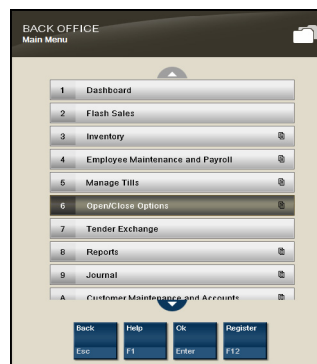 BACK OFFICE
Main Menu
1 Dashboard
2 Flash Sales
3 Inventory
4 Employee Maintenance and Payroll
5 Manage Tills
6 Open/Close Options
7 Tender Exchange
8 Reports
9 Journal
A Customer Maintenance and Accounts
Back Help Ok Register
Esc F1 Enter F12